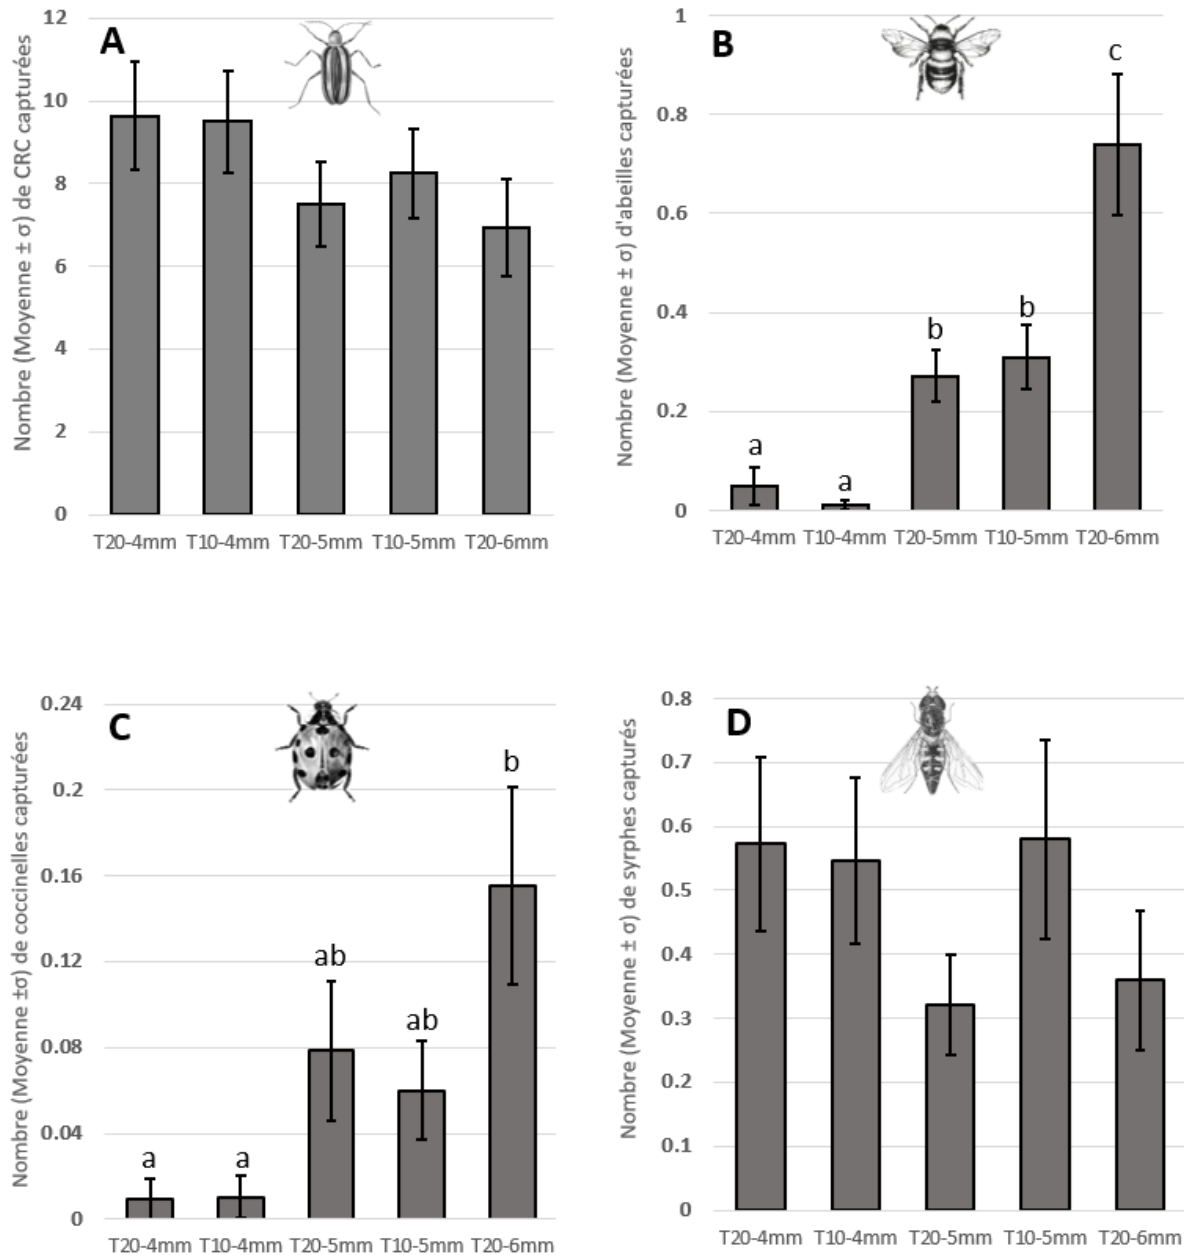 A
Nombre (Moyenne ± σ) de CRC capturées
12
10
8
6
4
2
0
T20-4mm T10-4mm T20-5mm T10-5mm T20-6mm
B
Nombre (Moyenne ± σ) d'abeilles capturées
1
0.8
0.6
0.4
0.2
0
a
a
b
b
c
T20-4mm T10-4mm T20-5mm T10-5mm T20-6mm
C
Nombre (Moyenne ±σ) de coccinelles capturées
0.24
0.2
0.16
0.12
0.08
0.04
0
a
a
ab
ab
b
T20-4mm T10-4mm T20-5mm T10-5mm T20-6mm
D
Nombre (Moyenne ± σ) de syrphes capturés
0.8
0.7
0.6
0.5
0.4
0.3
0.2
0.1
0
T20-4mm T10-4mm T20-5mm T10-5mm T20-6mm